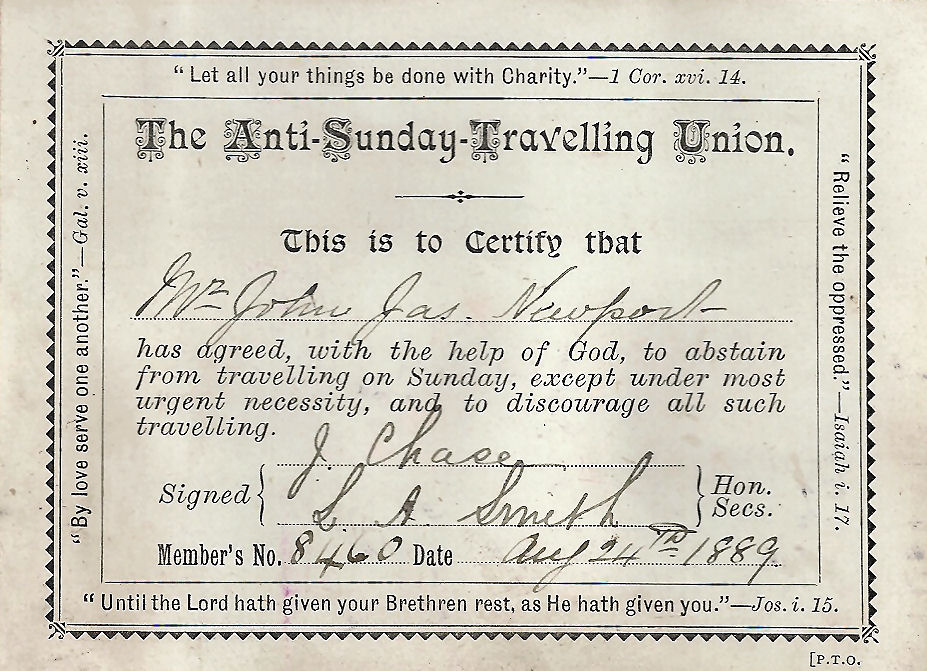 “ Let all your things be done with Charity.”—1 Cor. xvi. 14.
The Anti-Sunday-Travelling Union.
This is to Certify that
Mr John Jas. Newport
has agreed, with the help of God, to abstain
from travelling on Sunday, except under most
urgent necessity, and to discourage all such
travelling.
J. Chase
Signed
L. A. Smith
Hon.
Secs.
Member's No. 8460 Date Aug 24th 1889
“By love serve one another.”—Gal. v. xiii.
“Relieve the oppressed.”—Isaiah i. 17.
“ Until the Lord hath given your Brethren rest, as He hath given you.”—Jos. i. 15.
[P.T.O.